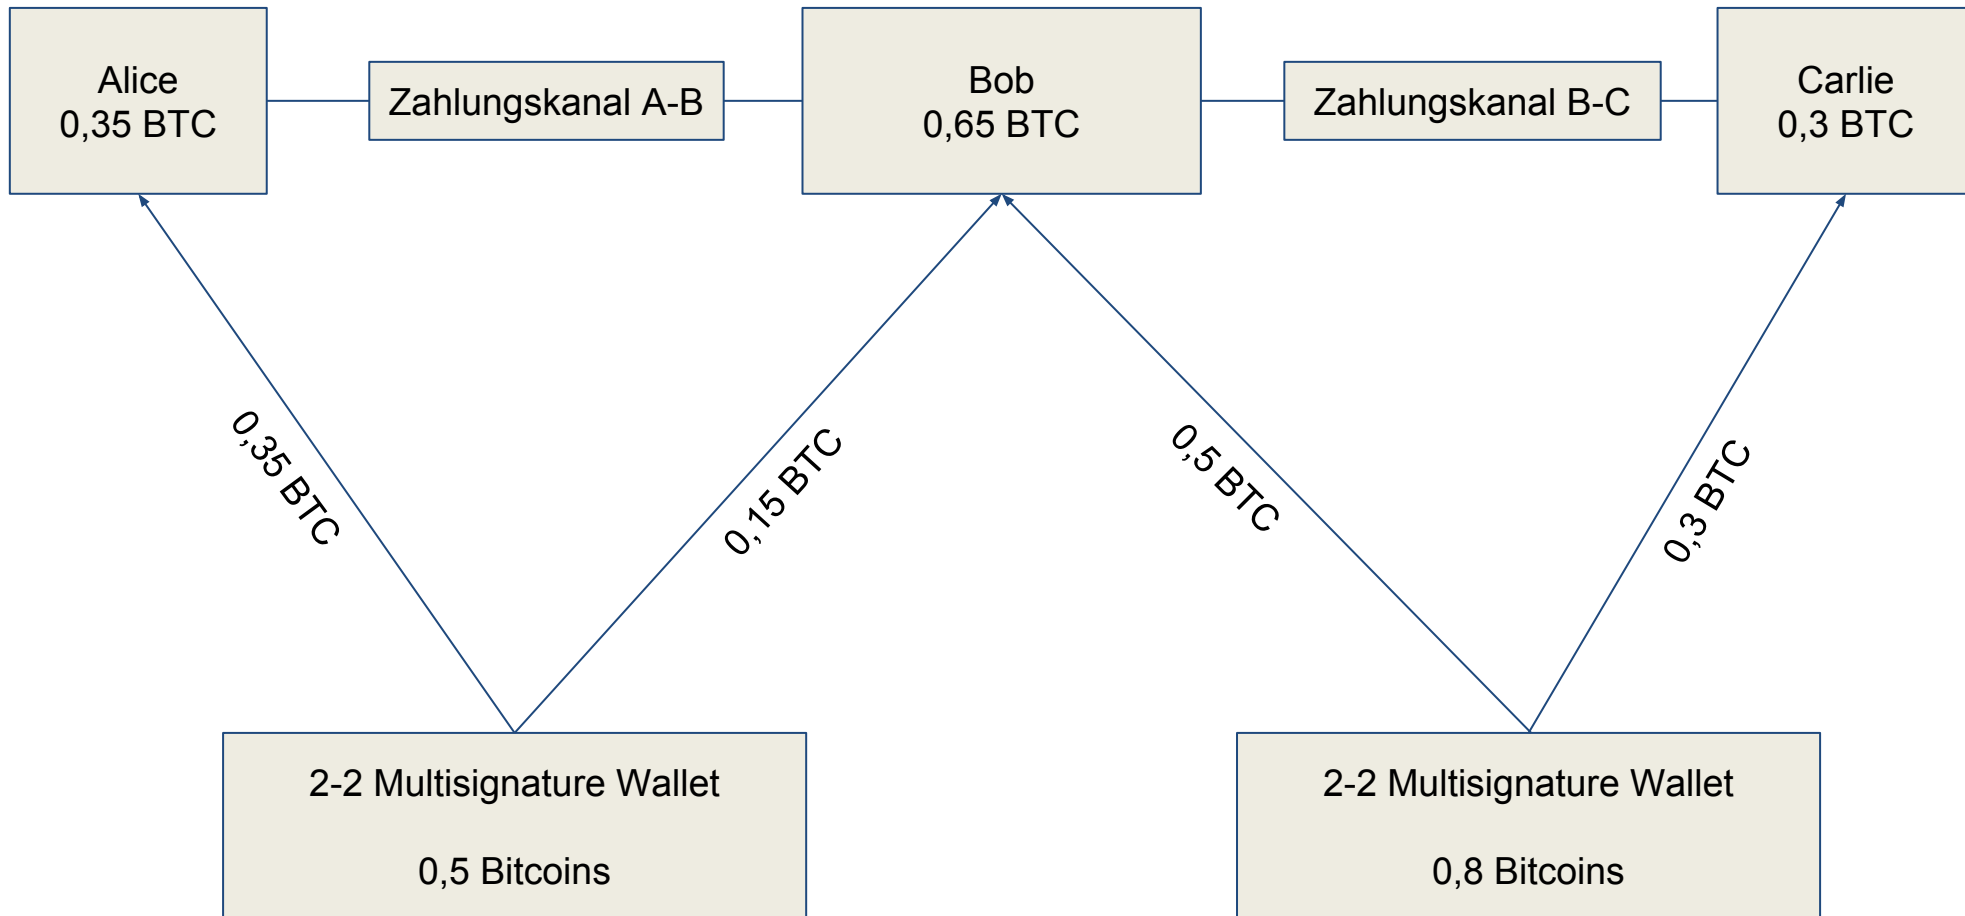 Alice
0,35 BTC
Zahlungskanal A-B
Bob
0,65 BTC
Zahlungskanal B-C
Carlie
0,3 BTC
0,35 BTC
0,15 BTC
0,5 BTC
0,3 BTC
2-2 Multisignature Wallet
0,5 Bitcoins
2-2 Multisignature Wallet
0,8 Bitcoins